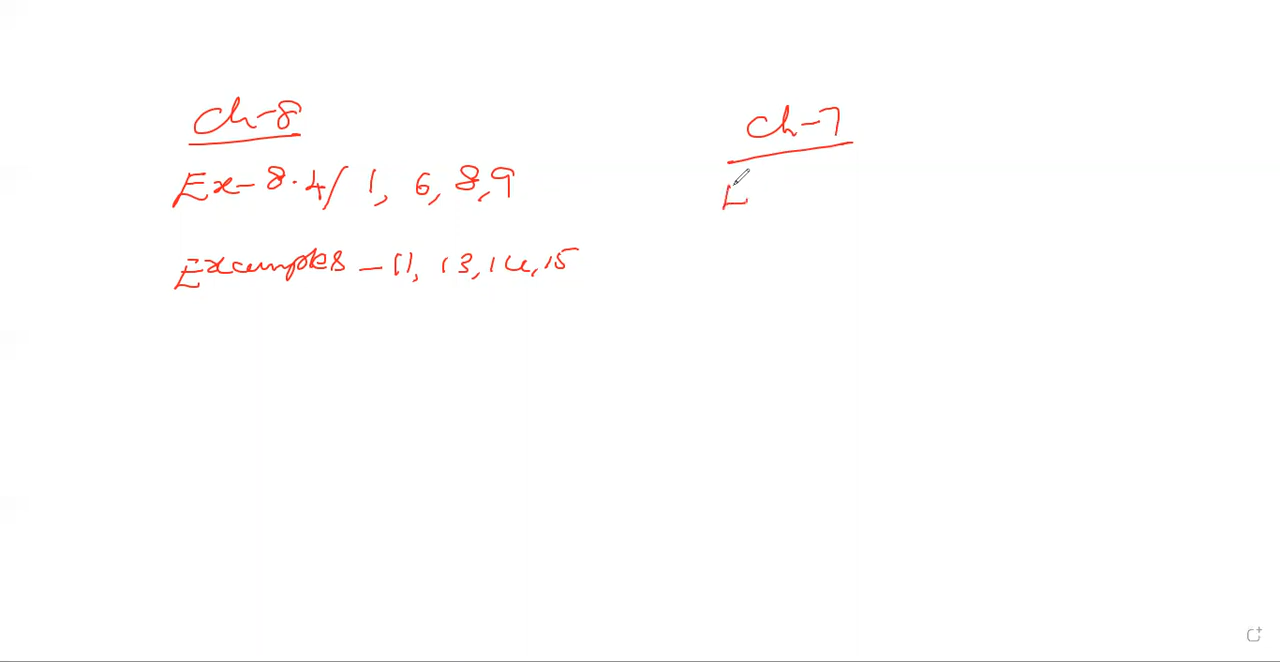 Ch-8
Ex- 8.4/ 1, 6, 8, 9
Examples - 11, 13, 14, 15
Ch-7
E